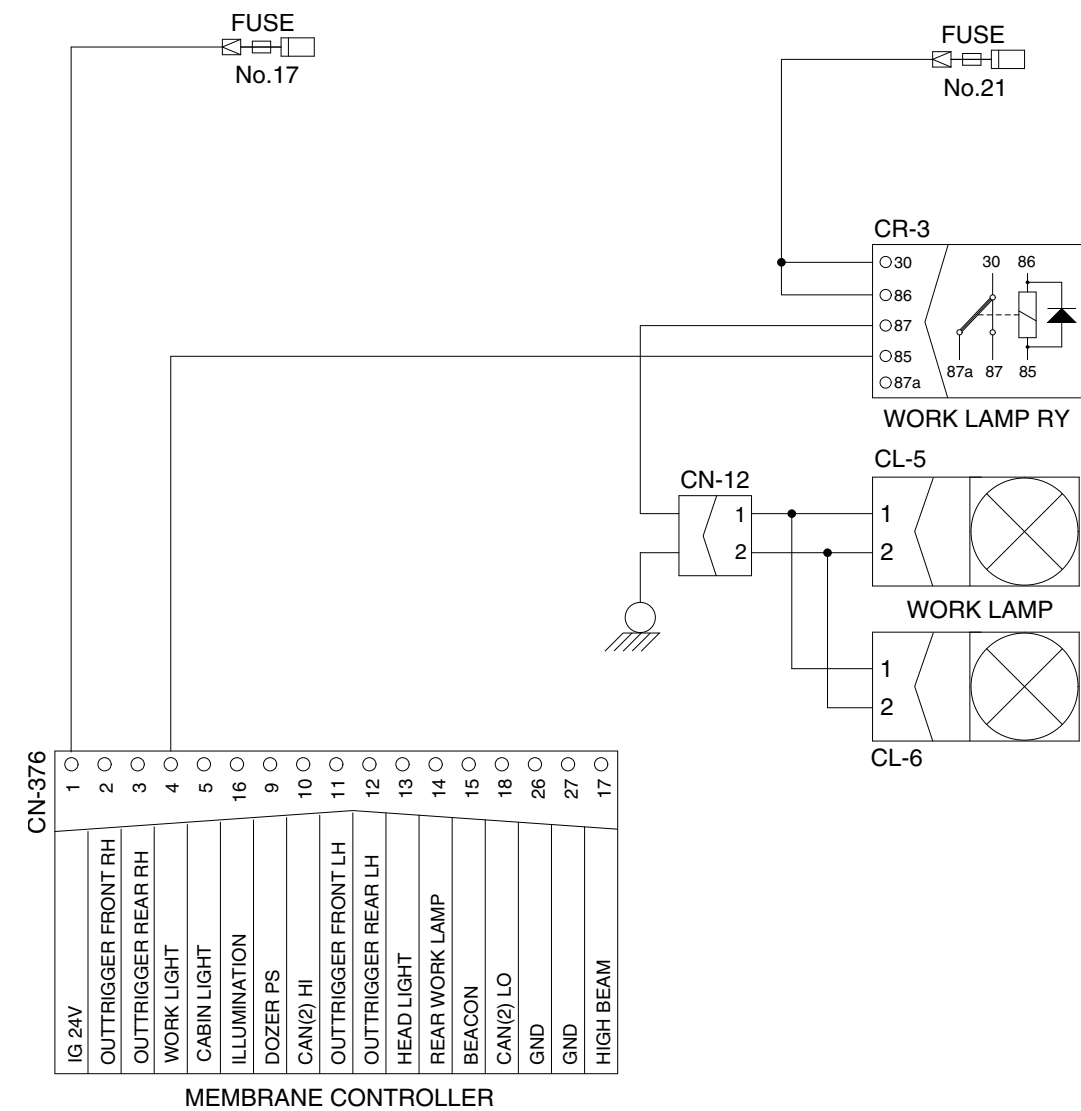 FUSE
No.17
FUSE
No.21
CR-3
30
86
87
85
87a
30 86
87a 87 85
WORK LAMP RY
CL-5
1
2
WORK LAMP
1
2
CL-6
CN-12
1
2
CN-376
1 2 3 4 5 16 9 10 11 12 13 14 15 18 26 27 17
IG 24V
OUTTRIGGER FRONT RH
OUTTRIGGER REAR RH
WORK LIGHT
CABIN LIGHT
ILLUMINATION
DOZER PS
CAN(2) HI
OUTTRIGGER FRONT LH
OUTTRIGGER REAR LH
HEAD LIGHT
REAR WORK LAMP
BEACON
CAN(2) LO
GND
GND
HIGH BEAM
MEMBRANE CONTROLLER